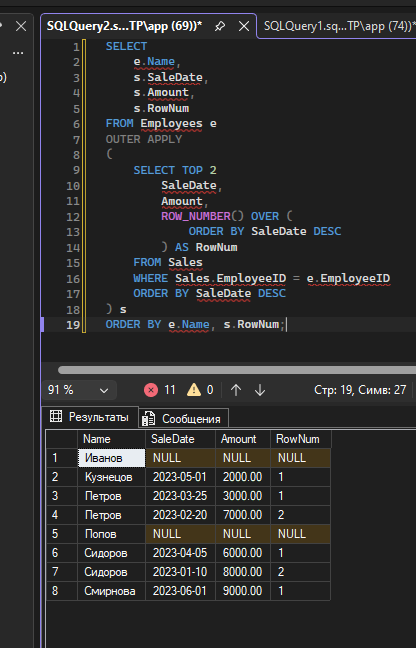 SQLQuery2.s...TP\app (69))*
SQLQuery1.sq...TP\app (74))*
...
)
1 SELECT
2 e.Name,
3 s.SaleDate,
4 s.Amount,
5 s.RowNum
6 FROM Employees e
7 OUTER APPLY
8 (
9 SELECT TOP 2
10 SaleDate,
11 Amount,
12 ROW_NUMBER() OVER (
13 ORDER BY SaleDate DESC
14 ) AS RowNum
15 FROM Sales
16 WHERE Sales.EmployeeID = e.EmployeeID
17 ORDER BY SaleDate DESC
18 ) s
19 ORDER BY e.Name, s.RowNum;
91 % 11 0 Стр: 19, Симв: 27
Результаты Сообщения
Name SaleDate Amount RowNum
1 Иванов NULL NULL NULL
2 Кузнецов 2023-05-01 2000.00 1
3 Петров 2023-03-25 3000.00 1
4 Петров 2023-02-20 7000.00 2
5 Попов NULL NULL NULL
6 Сидоров 2023-04-05 6000.00 1
7 Сидоров 2023-01-10 8000.00 2
8 Смирнова 2023-06-01 9000.00 1